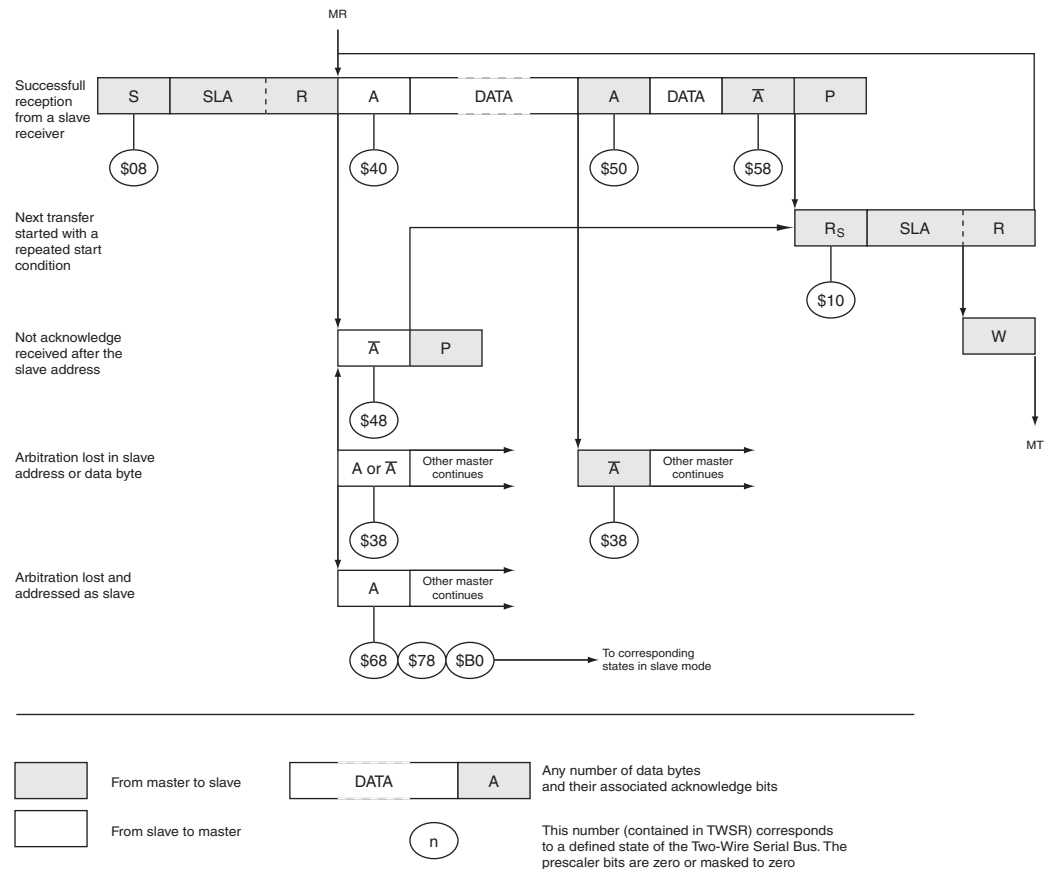 MR
Successfull
reception
from a slave
receiver
S SLA R A DATA A DATA A̅ P
$08 $40 $50 $58
Next transfer
started with a
repeated start
condition
RS SLA R
$10
W
MT
Not acknowledge
received after the
slave address
A̅ P
$48
Arbitration lost in slave
address or data byte
A or A̅
Other master
continues
A̅
Other master
continues
$38 $38
Arbitration lost and
addressed as slave
A
Other master
continues
$68 $78 $B0
To corresponding
states in slave mode
From master to slave
DATA A
Any number of data bytes
and their associated acknowledge bits
From slave to master
n
This number (contained in TWSR) corresponds
to a defined state of the Two-Wire Serial Bus. The
prescaler bits are zero or masked to zero